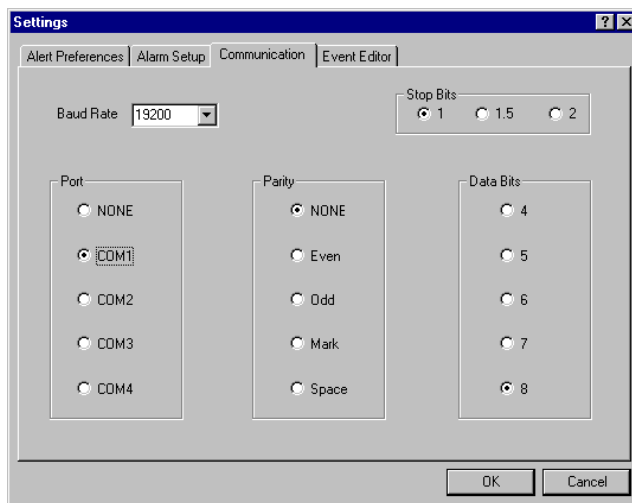 Settings
Alert Preferences Alarm Setup Communication Event Editor
Baud Rate 19200
Stop Bits
1 1.5 2
Port
NONE
COM1
COM2
COM3
COM4
Parity
NONE
Even
Odd
Mark
Space
Data Bits
4
5
6
7
8
OK Cancel